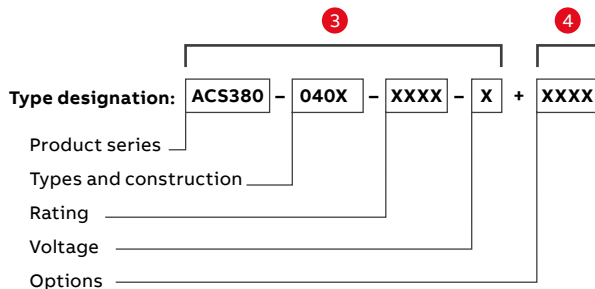 3 4
Type designation: ACS380 – 040X – XXXX – X + XXXX
Product series
Types and construction
Rating
Voltage
Options